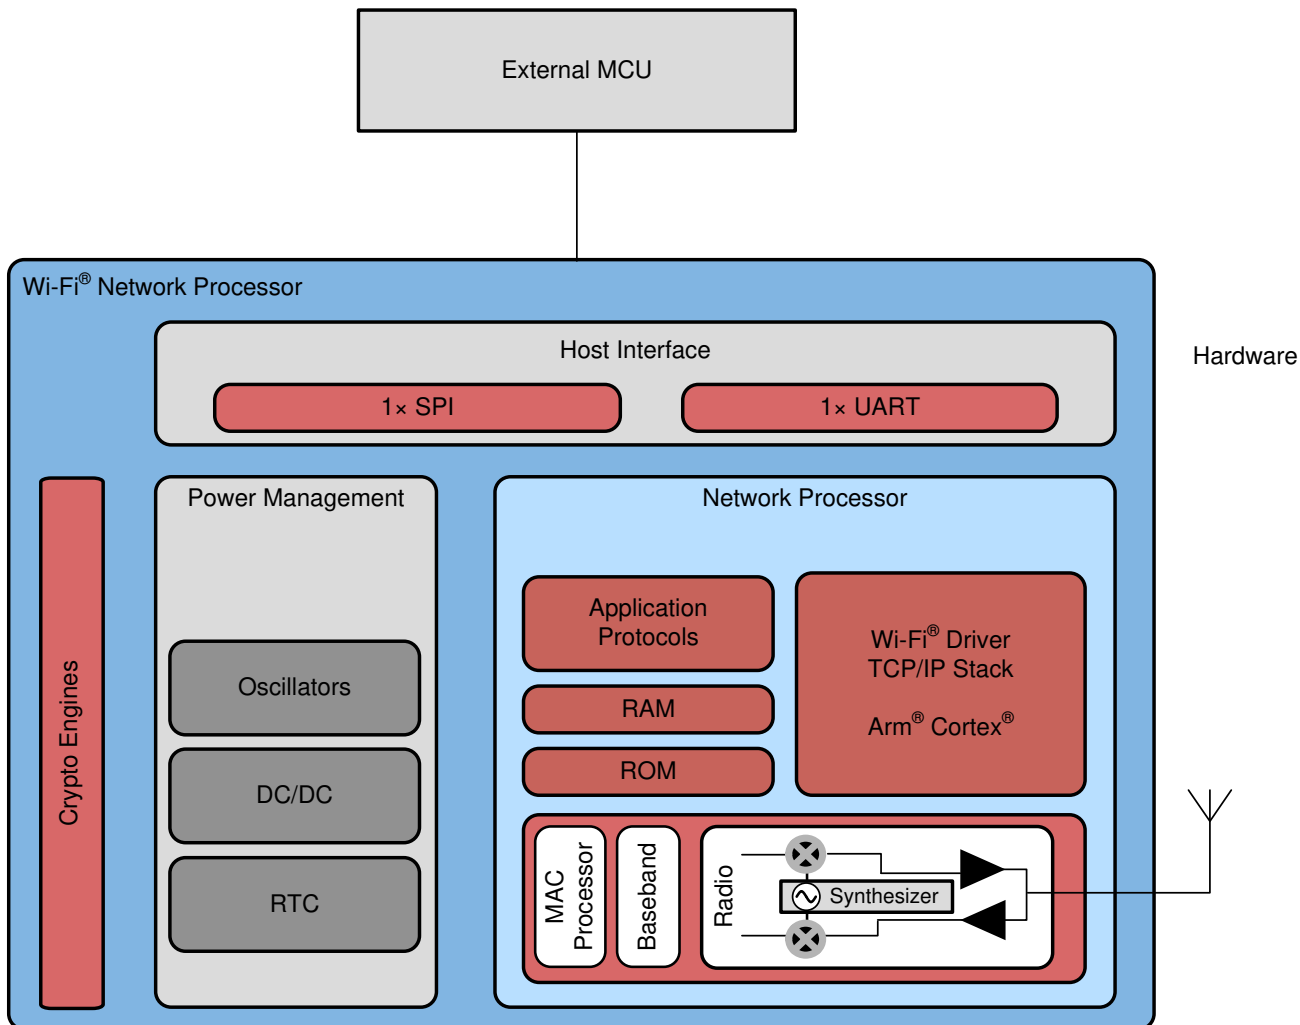 External MCU
Wi-Fi® Network Processor
Host Interface
Hardware
1× SPI
1× UART
Crypto Engines
Power Management
Oscillators
DC/DC
RTC
Network Processor
Application
Protocols
RAM
ROM
Wi-Fi® Driver
TCP/IP Stack
Arm® Cortex®
MAC
Processor
Baseband
Radio
Synthesizer